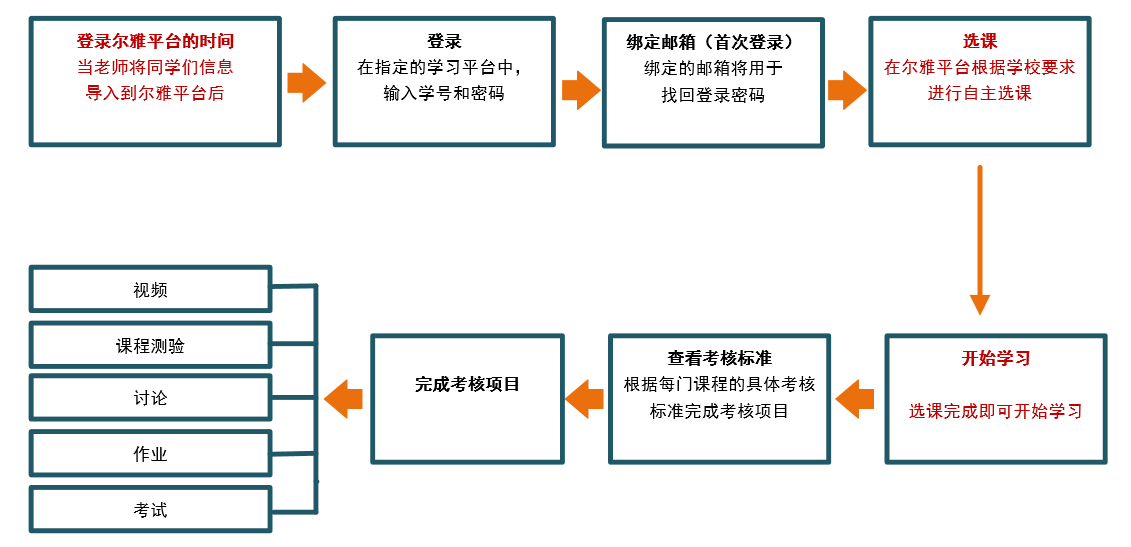 登录尔雅平台的时间
当老师将同学们信息
导入到尔雅平台后
登录
在指定的学习平台中，
输入学号和密码
绑定邮箱（首次登录）
绑定的邮箱将用于
找回登录密码
选课
在尔雅平台根据学校要求
进行自主选课
开始学习
选课完成即可开始学习
查看考核标准
根据每门课程的具体考核
标准完成考核项目
完成考核项目
视频
课程测验
讨论
作业
考试